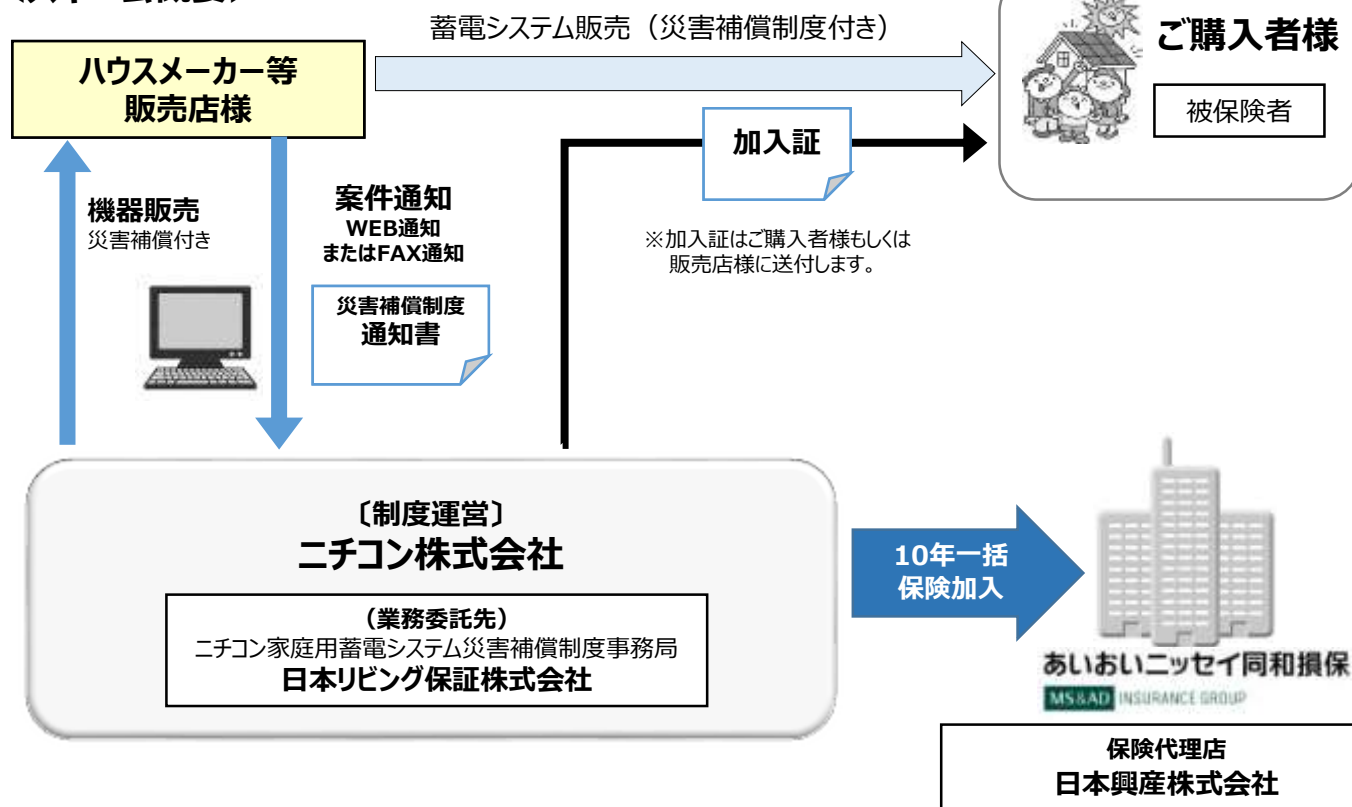 蓄電システム販売（災害補償制度付き）
ハウスメーカー等
販売店様
ご購入者様
被保険者
加入証
機器販売
災害補償付き
案件通知
WEB通知
またはFAX通知
※加入証はご購入者様もしくは
販売店様に送付します。
災害補償制度
通知書
〔制度運営〕
ニチコン株式会社
（業務委託先）
ニチコン家庭用蓄電システム災害補償制度事務局
日本リビング保証株式会社
10年一括
保険加入
あいおいニッセイ同和損保
MS&AD INSURANCE GROUP
保険代理店
日本興産株式会社